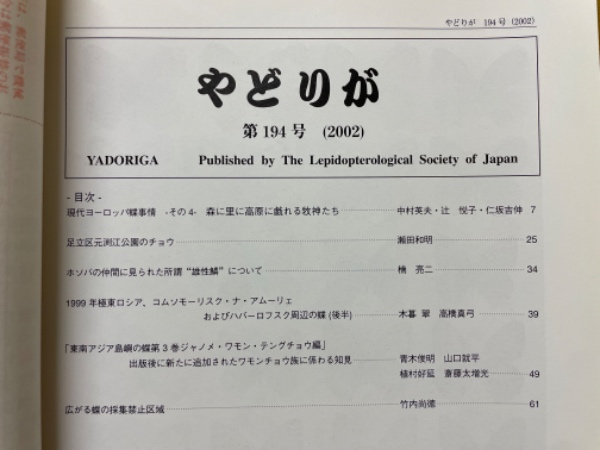 やどりが 194号 (2002)
やどりが
第 194 号 (2002)
YADORIGA Published by The Lepidopterological Society of Japan
- 目次 -
現代ヨーロッパ蝶事情 -その4- 森に里に高原に戯れる牧神たち 中村英夫・辻 悦子・仁坂吉伸 7
足立区元渕江公園のチョウ 瀬田和明 25
ホソバの仲間に見られた所謂“雄性鱗”について 楠 亮二 34
1999年極東ロシア、コムソモーリスク・ナ・アムーリェ
およびハバーロフスク周辺の蝶 (後半) 木暮 翠 高橋真弓 39
「東南アジア島嶼の蝶第3巻ジャノメ・ワモン・テングチョウ編」 青木俊明 山口就平
出版後に新たに追加されたワモンチョウ族に係わる知見 植村好延 齋藤太増光 49
広がる蝶の採集禁止区域 竹内尚徳 61